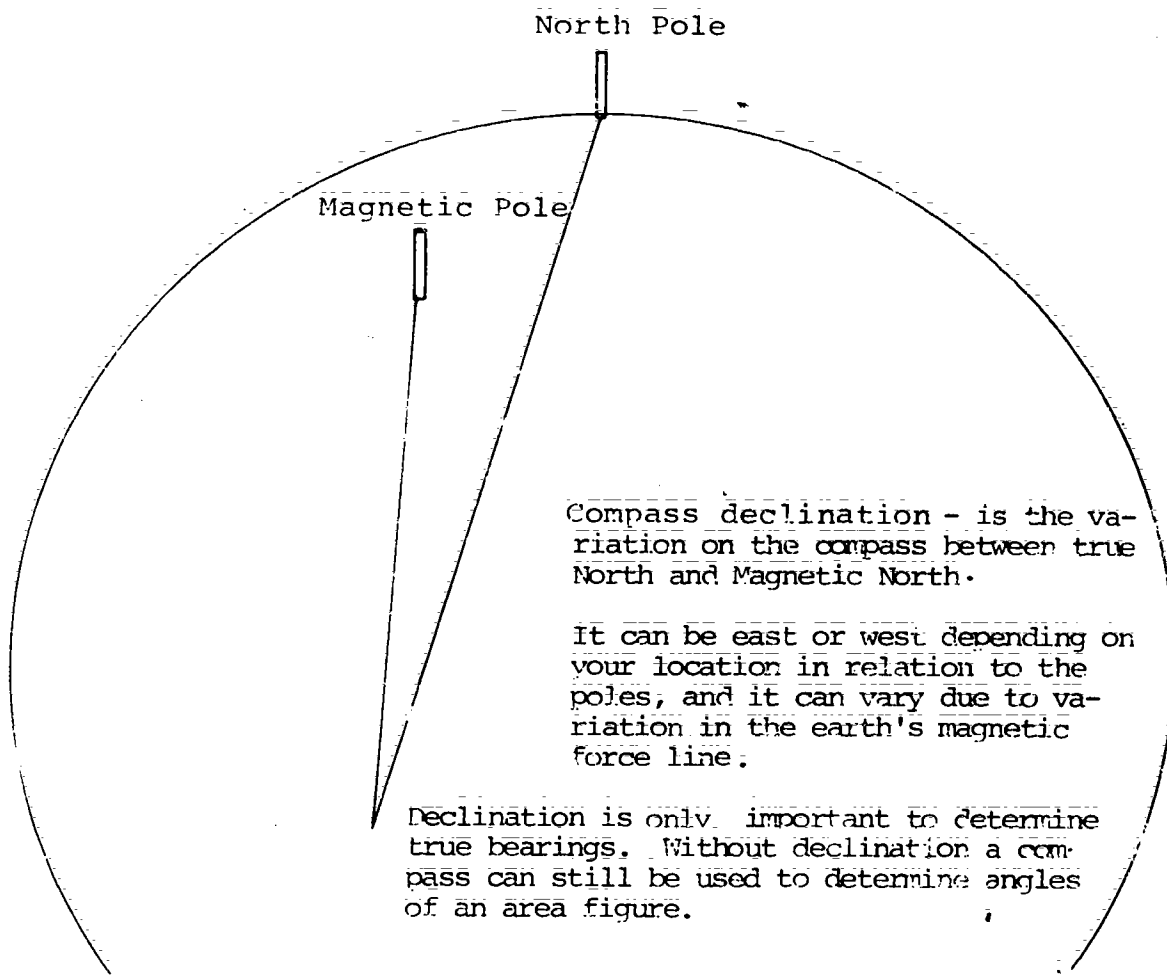 North Pole
Magnetic Pole
Compass declination - is the va-
riation on the compass between true
North and Magnetic North.
It can be east or west depending on
your location in relation to the
poles, and it can vary due to va-
riation in the earth's magnetic
force line.
Declination is only important to determine
true bearings. Without declination a com-
pass can still be used to determine angles
of an area figure.